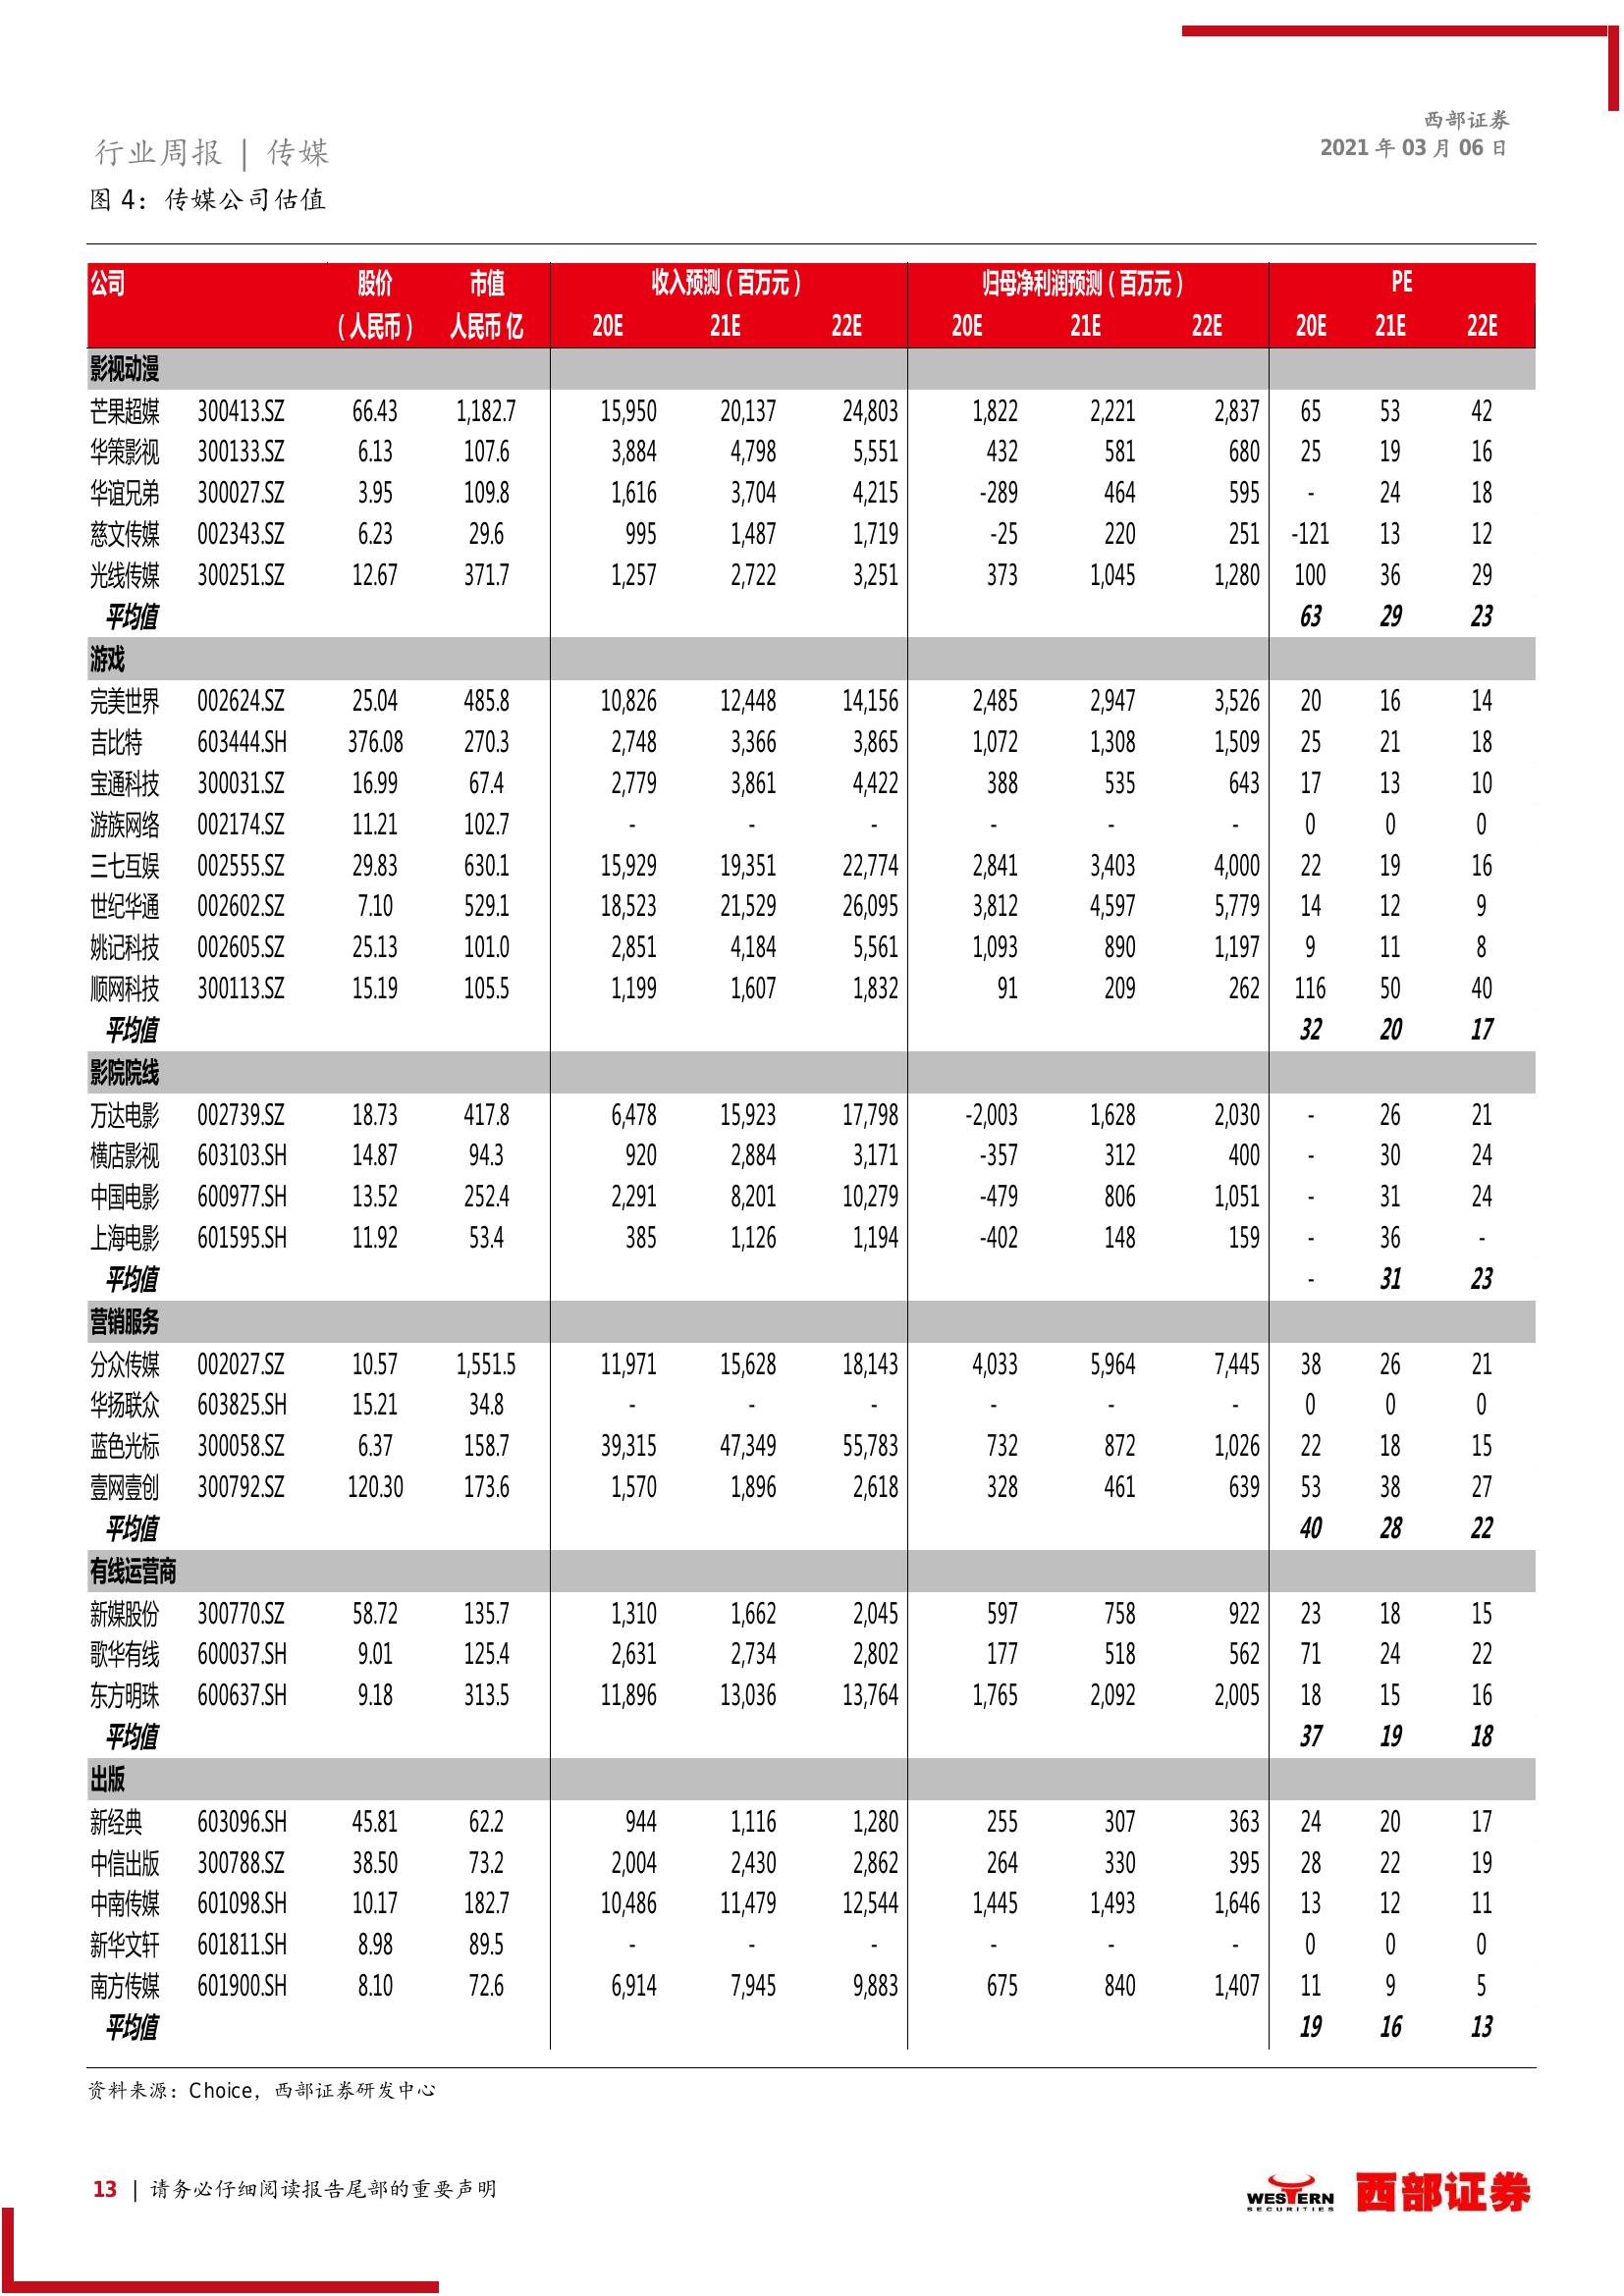 西部证券
行业周报 | 传媒
2021 年 03 月 06 日
图 4：传媒公司估值
公司 股价 市值 收入预测（百万元） 归母净利润预测（百万元） PE
（人民币） 人民币 亿 20E 21E 22E 20E 21E 22E 20E 21E 22E
影视动漫
芒果超媒 300413.SZ 66.43 1,182.7 15,950 20,137 24,803 1,822 2,221 2,837 65 53 42
华策影视 300133.SZ 6.13 107.6 3,884 4,798 5,551 432 581 680 25 19 16
华谊兄弟 300027.SZ 3.95 109.8 1,616 3,704 4,215 -289 464 595 - 24 18
慈文传媒 002343.SZ 6.23 29.6 995 1,487 1,719 -25 220 251 -121 13 12
光线传媒 300251.SZ 12.67 371.7 1,257 2,722 3,251 373 1,045 1,280 100 36 29
平均值 63 29 23
游戏
完美世界 002624.SZ 25.04 485.8 10,826 12,448 14,156 2,485 2,947 3,526 20 16 14
吉比特 603444.SH 376.08 270.3 2,748 3,366 3,865 1,072 1,308 1,509 25 21 18
宝通科技 300031.SZ 16.99 67.4 2,779 3,861 4,422 388 535 643 17 13 10
游族网络 002174.SZ 11.21 102.7 - - - - - - 0 0 0
三七互娱 002555.SZ 29.83 630.1 15,929 19,351 22,774 2,841 3,403 4,000 22 19 16
世纪华通 002602.SZ 7.10 529.1 18,523 21,529 26,095 3,812 4,597 5,779 14 12 9
姚记科技 002605.SZ 25.13 101.0 2,851 4,184 5,561 1,093 890 1,197 9 11 8
顺网科技 300113.SZ 15.19 105.5 1,199 1,607 1,832 91 209 262 116 50 40
平均值 32 20 17
影院院线
万达电影 002739.SZ 18.73 417.8 6,478 15,923 17,798 -2,003 1,628 2,030 - 26 21
横店影视 603103.SH 14.87 94.3 920 2,884 3,171 -357 312 400 - 30 24
中国电影 600977.SH 13.52 252.4 2,291 8,201 10,279 -479 806 1,051 - 31 24
上海电影 601595.SH 11.92 53.4 385 1,126 1,194 -402 148 159 - 36 -
平均值 - 31 23
营销服务
分众传媒 002027.SZ 10.57 1,551.5 11,971 15,628 18,143 4,033 5,964 7,445 38 26 21
华扬联众 603825.SH 15.21 34.8 - - - - - - 0 0 0
蓝色光标 300058.SZ 6.37 158.7 39,315 47,349 55,783 732 872 1,026 22 18 15
壹网壹创 300792.SZ 120.30 173.6 1,570 1,896 2,618 328 461 639 53 38 27
平均值 40 28 22
有线运营商
新媒股份 300770.SZ 58.72 135.7 1,310 1,662 2,045 597 758 922 23 18 15
歌华有线 600037.SH 9.01 125.4 2,631 2,734 2,802 177 518 562 71 24 22
东方明珠 600637.SH 9.18 313.5 11,896 13,036 13,764 1,765 2,092 2,005 18 15 16
平均值 37 19 18
出版
新经典 603096.SH 45.81 62.2 944 1,116 1,280 255 307 363 24 20 17
中信出版 300788.SZ 38.50 73.2 2,004 2,430 2,862 264 330 395 28 22 19
中南传媒 601098.SH 10.17 182.7 10,486 11,479 12,544 1,445 1,493 1,646 13 12 11
新华文轩 601811.SH 8.98 89.5 - - - - - - 0 0 0
南方传媒 601900.SH 8.10 72.6 6,914 7,945 9,883 675 840 1,407 11 9 5
平均值 19 16 13
资料来源：Choice，西部证券研发中心
13 | 请务必仔细阅读报告尾部的重要声明
WESTERN
SECURITIES
西部证券